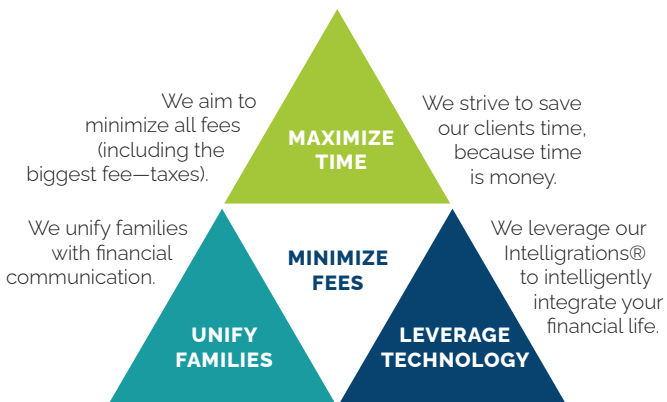 We aim to
minimize all fees
(including the
biggest fee—taxes).
MAXIMIZE
TIME
We strive to save
our clients time,
because time
is money.
We unify families
with financial
communication.
MINIMIZE
FEES
We leverage our
Intelligrations®
to intelligently
integrate your
financial life.
UNIFY
FAMILIES
LEVERAGE
TECHNOLOGY